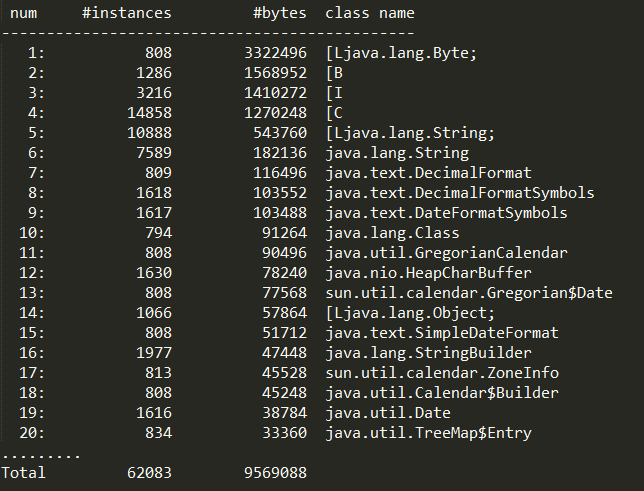 num     #instances         #bytes  class name
----------------------------------------------
   1:           808        3322496  [Ljava.lang.Byte;
   2:          1286        1568952  [B
   3:          3216        1410272  [I
   4:         14858        1270248  [C
   5:         10888         543760  [Ljava.lang.String;
   6:          7589         182136  java.lang.String
   7:           809         116496  java.text.DecimalFormat
   8:          1618         103552  java.text.DecimalFormatSymbols
   9:          1617         103488  java.text.DateFormatSymbols
  10:           794          91264  java.lang.Class
  11:           808          90496  java.util.GregorianCalendar
  12:          1630          78240  java.nio.HeapCharBuffer
  13:           808          77568  sun.util.calendar.Gregorian$Date
  14:          1066          57864  [Ljava.lang.Object;
  15:           808          51712  java.text.SimpleDateFormat
  16:          1977          47448  java.lang.StringBuilder
  17:           813          45528  sun.util.calendar.ZoneInfo
  18:           808          45248  java.util.Calendar$Builder
  19:          1616          38784  java.util.Date
  20:           834          33360  java.util.TreeMap$Entry
.........
Total         62083        9569088